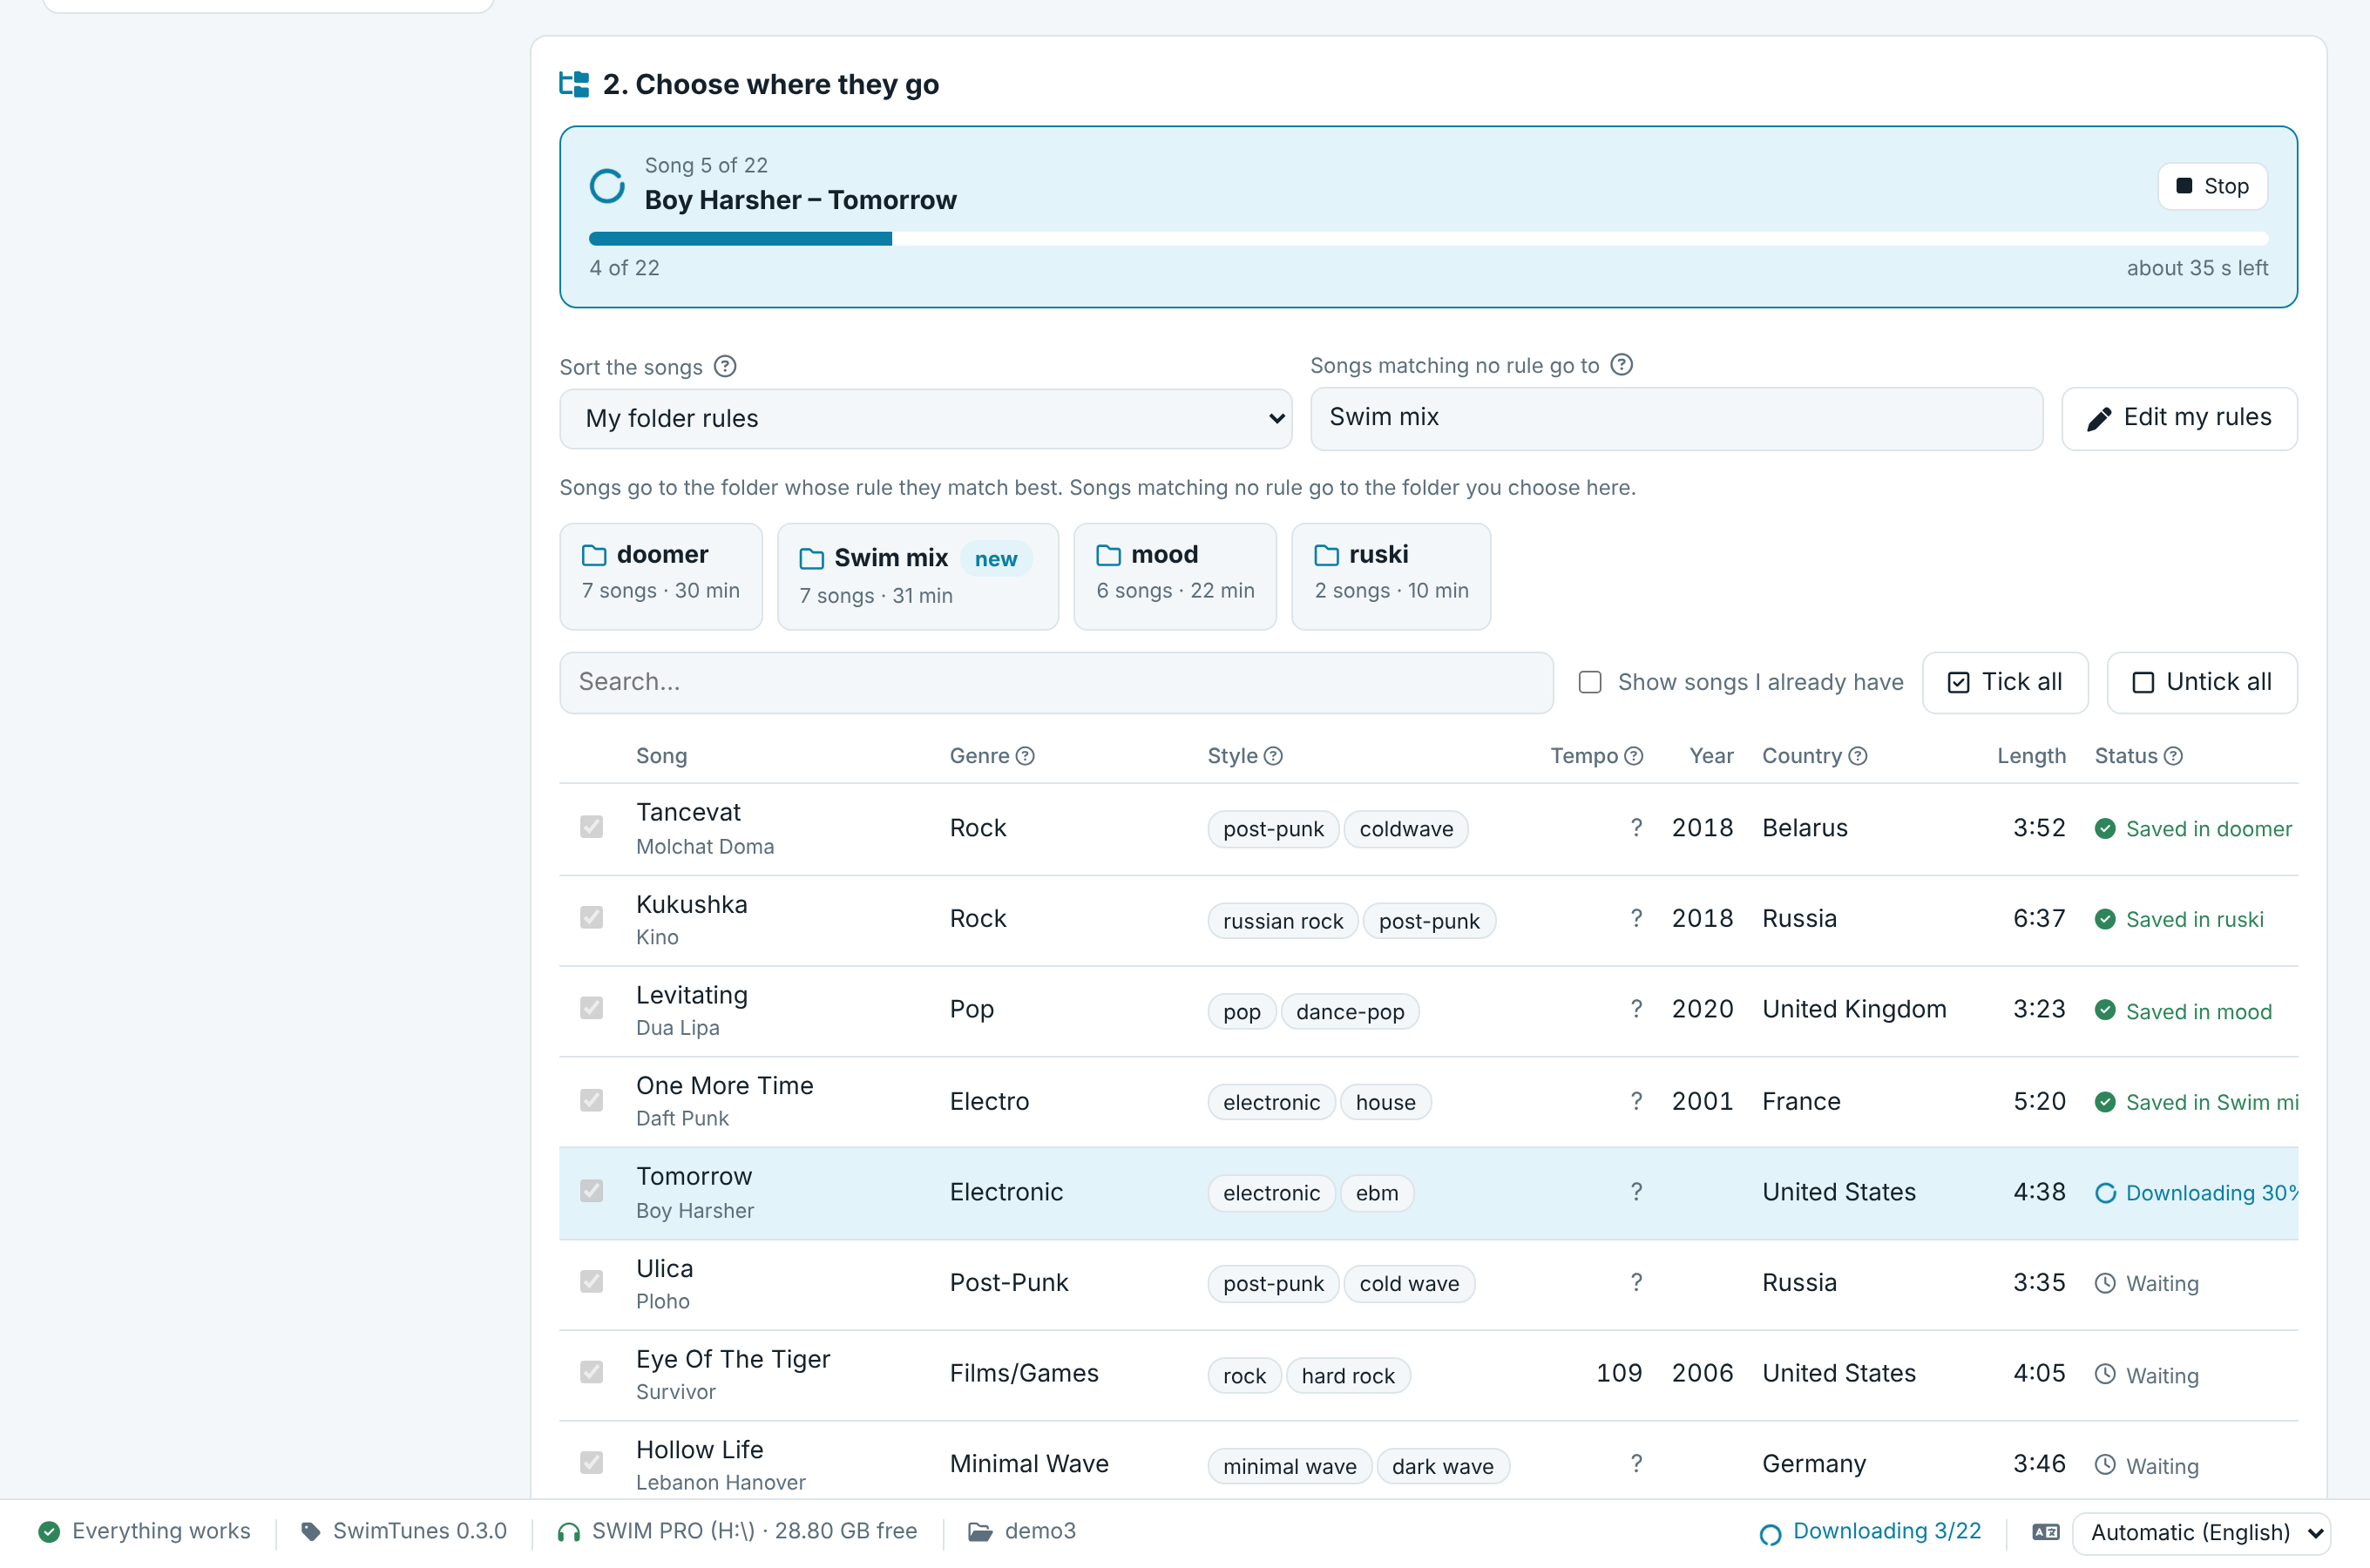 2. Choose where they go
Song 5 of 22
Boy Harsher – Tomorrow
Stop
4 of 22
about 35 s left
Sort the songs ?
Songs matching no rule go to ?
My folder rules
Swim mix
Edit my rules
Songs go to the folder whose rule they match best. Songs matching no rule go to the folder you choose here.
doomer
7 songs · 30 min
Swim mix new
7 songs · 31 min
mood
6 songs · 22 min
ruski
2 songs · 10 min
Search...
Show songs I already have
Tick all
Untick all
Song Genre ? Style ? Tempo ? Year Country ? Length Status ?
Tancevat
Molchat Doma
Rock post-punk coldwave ? 2018 Belarus 3:52 Saved in doomer
Kukushka
Kino
Rock russian rock post-punk ? 2018 Russia 6:37 Saved in ruski
Levitating
Dua Lipa
Pop pop dance-pop ? 2020 United Kingdom 3:23 Saved in mood
One More Time
Daft Punk
Electro electronic house ? 2001 France 5:20 Saved in Swim mi
Tomorrow
Boy Harsher
Electronic electronic ebm ? United States 4:38 Downloading 30%
Ulica
Ploho
Post-Punk post-punk cold wave ? Russia 3:35 Waiting
Eye Of The Tiger
Survivor
Films/Games rock hard rock 109 2006 United States 4:05 Waiting
Hollow Life
Lebanon Hanover
Minimal Wave minimal wave dark wave ? Germany 3:46 Waiting
Everything works
SwimTunes 0.3.0
SWIM PRO (H:\) · 28.80 GB free
demo3
Downloading 3/22
Automatic (English)